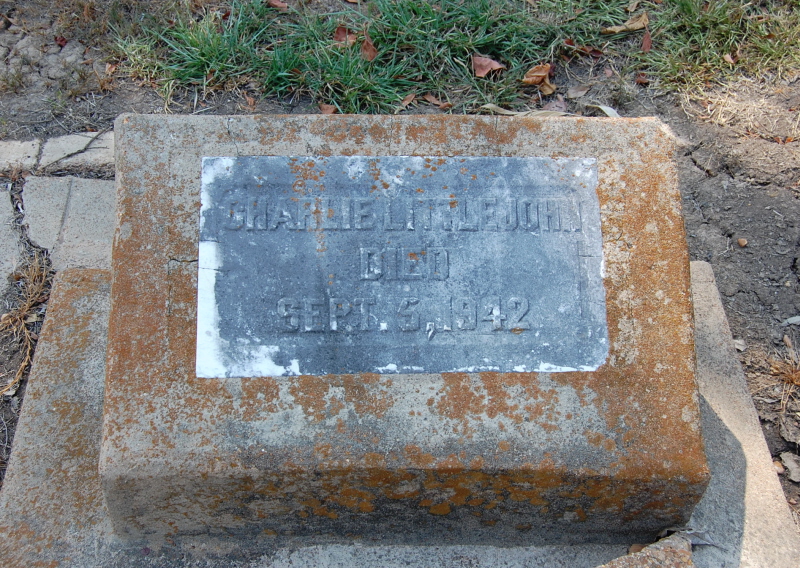 CHARLIE LITTLEJOHN
DIED
SEPT. 5, 1942